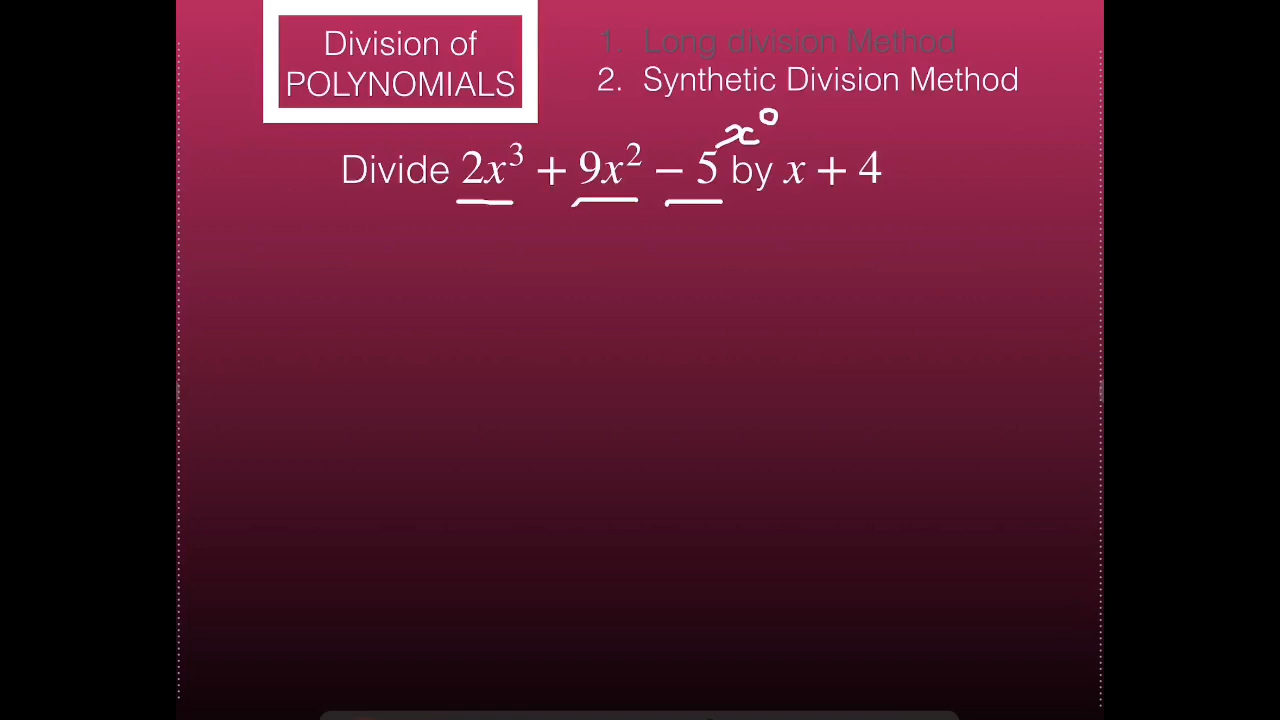 Division of
POLYNOMIALS
1. Long division Method
2. Synthetic Division Method
x⁰
Divide 2x³ + 9x² − 5 by x + 4